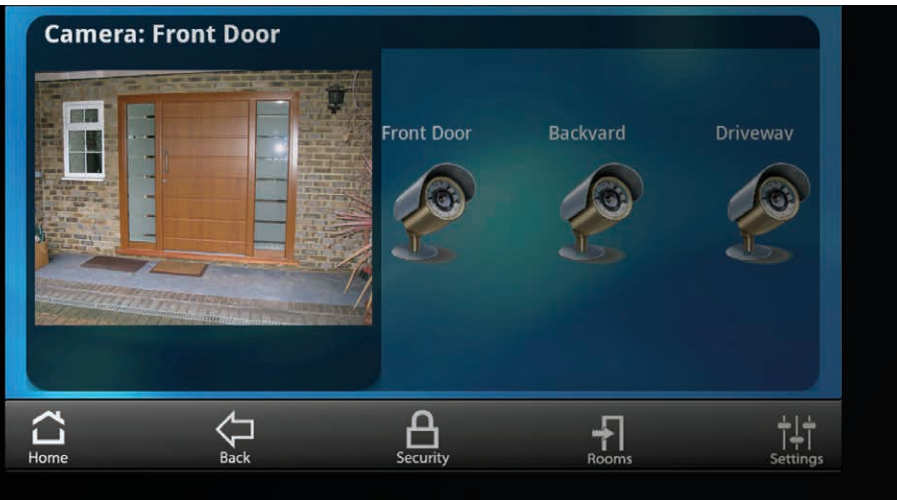 Camera: Front Door
Front Door Backyard Driveway
Home Back Security Rooms Settings